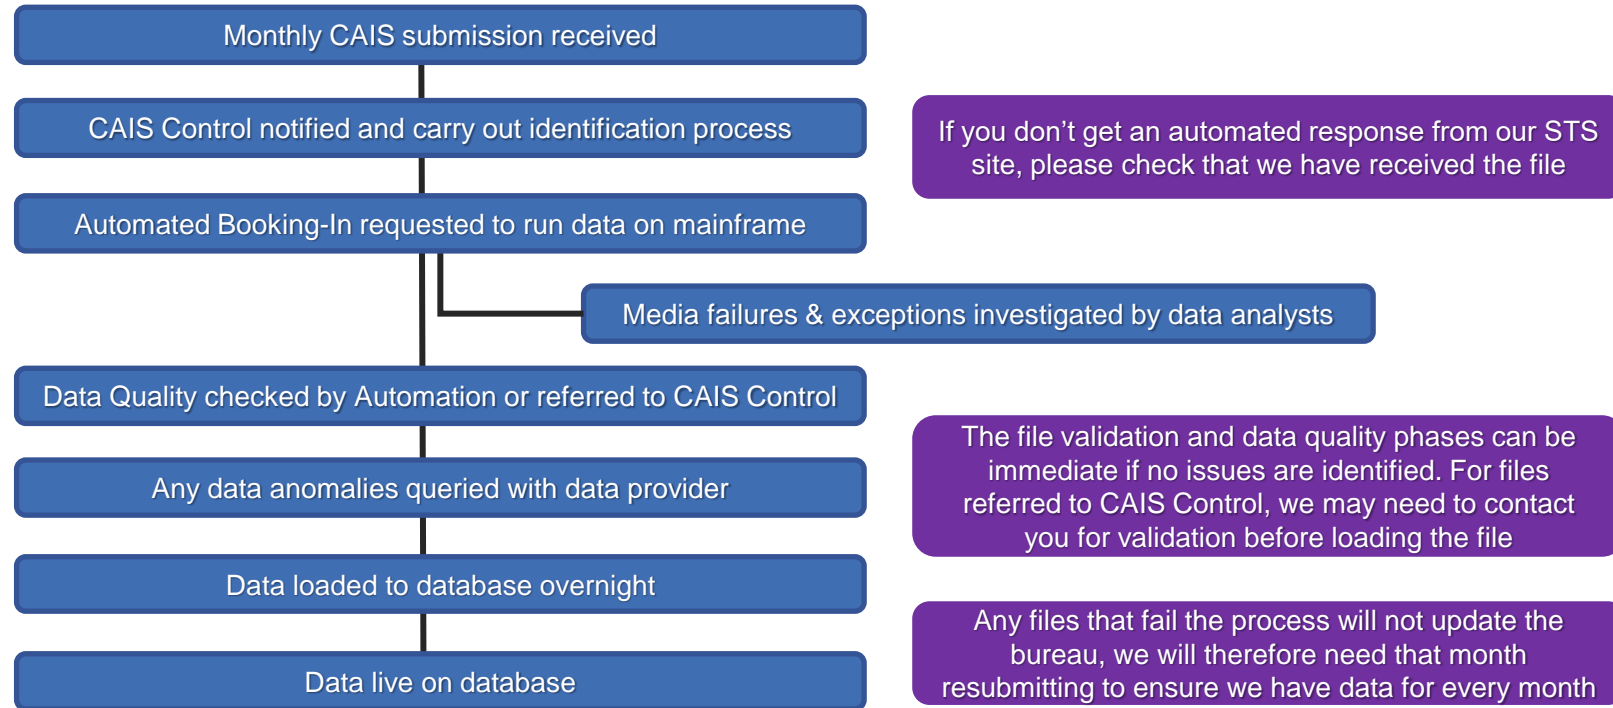 Monthly CAIS submission received
CAIS Control notified and carry out identification process
If you don’t get an automated response from our STS
site, please check that we have received the file
Automated Booking-In requested to run data on mainframe
Media failures & exceptions investigated by data analysts
Data Quality checked by Automation or referred to CAIS Control
The file validation and data quality phases can be
immediate if no issues are identified. For files
referred to CAIS Control, we may need to contact
you for validation before loading the file
Any data anomalies queried with data provider
Data loaded to database overnight
Any files that fail the process will not update the
bureau, we will therefore need that month
resubmitting to ensure we have data for every month
Data live on database